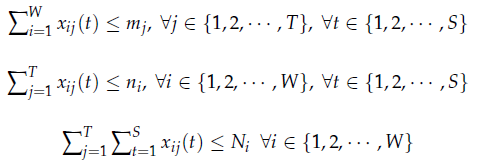 ∑_{i=1}^{W} x_{ij}(t) ≤ m_j, ∀j ∈ {1,2,⋯,T}, ∀t ∈ {1,2,⋯,S}
∑_{j=1}^{T} x_{ij}(t) ≤ n_i, ∀i ∈ {1,2,⋯,W}, ∀t ∈ {1,2,⋯,S}
∑_{j=1}^{T} ∑_{t=1}^{S} x_{ij}(t) ≤ N_i ∀i ∈ {1,2,⋯,W}